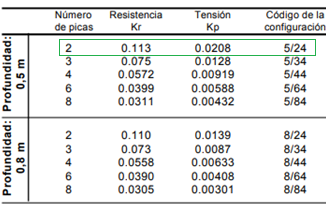 Número de picas Resistencia Kr Tensión Kp Código de la configuración
Profundidad: 0,5 m
2 0.113 0.0208 5/24
3 0.075 0.0128 5/34
4 0.0572 0.00919 5/44
6 0.0399 0.00588 5/64
8 0.0311 0.00432 5/84
Profundidad: 0,8 m
2 0.110 0.0139 8/24
3 0.073 0.0087 8/34
4 0.0558 0.00633 8/44
6 0.0390 0.00408 8/64
8 0.0305 0.00301 8/84